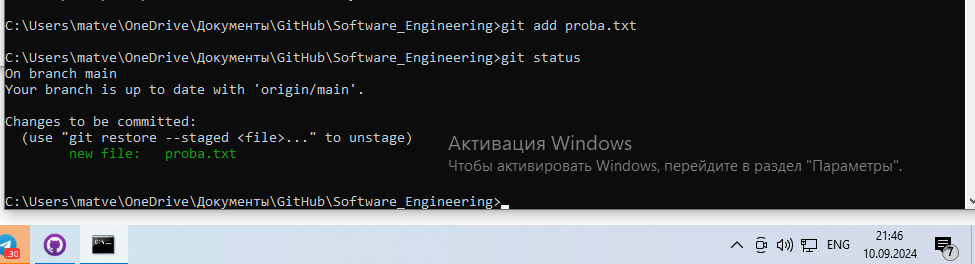 C:\Users\matve\OneDrive\Документы\GitHub\Software_Engineering>git add proba.txt
C:\Users\matve\OneDrive\Документы\GitHub\Software_Engineering>git status
On branch main
Your branch is up to date with 'origin/main'.
Changes to be committed:
(use "git restore --staged <file>..." to unstage)
new file: proba.txt
Активация Windows
Чтобы активировать Windows, перейдите в раздел "Параметры".
C:\Users\matve\OneDrive\Документы\GitHub\Software_Engineering>
.30
C:\.
ENG
21:46
10.09.2024
7